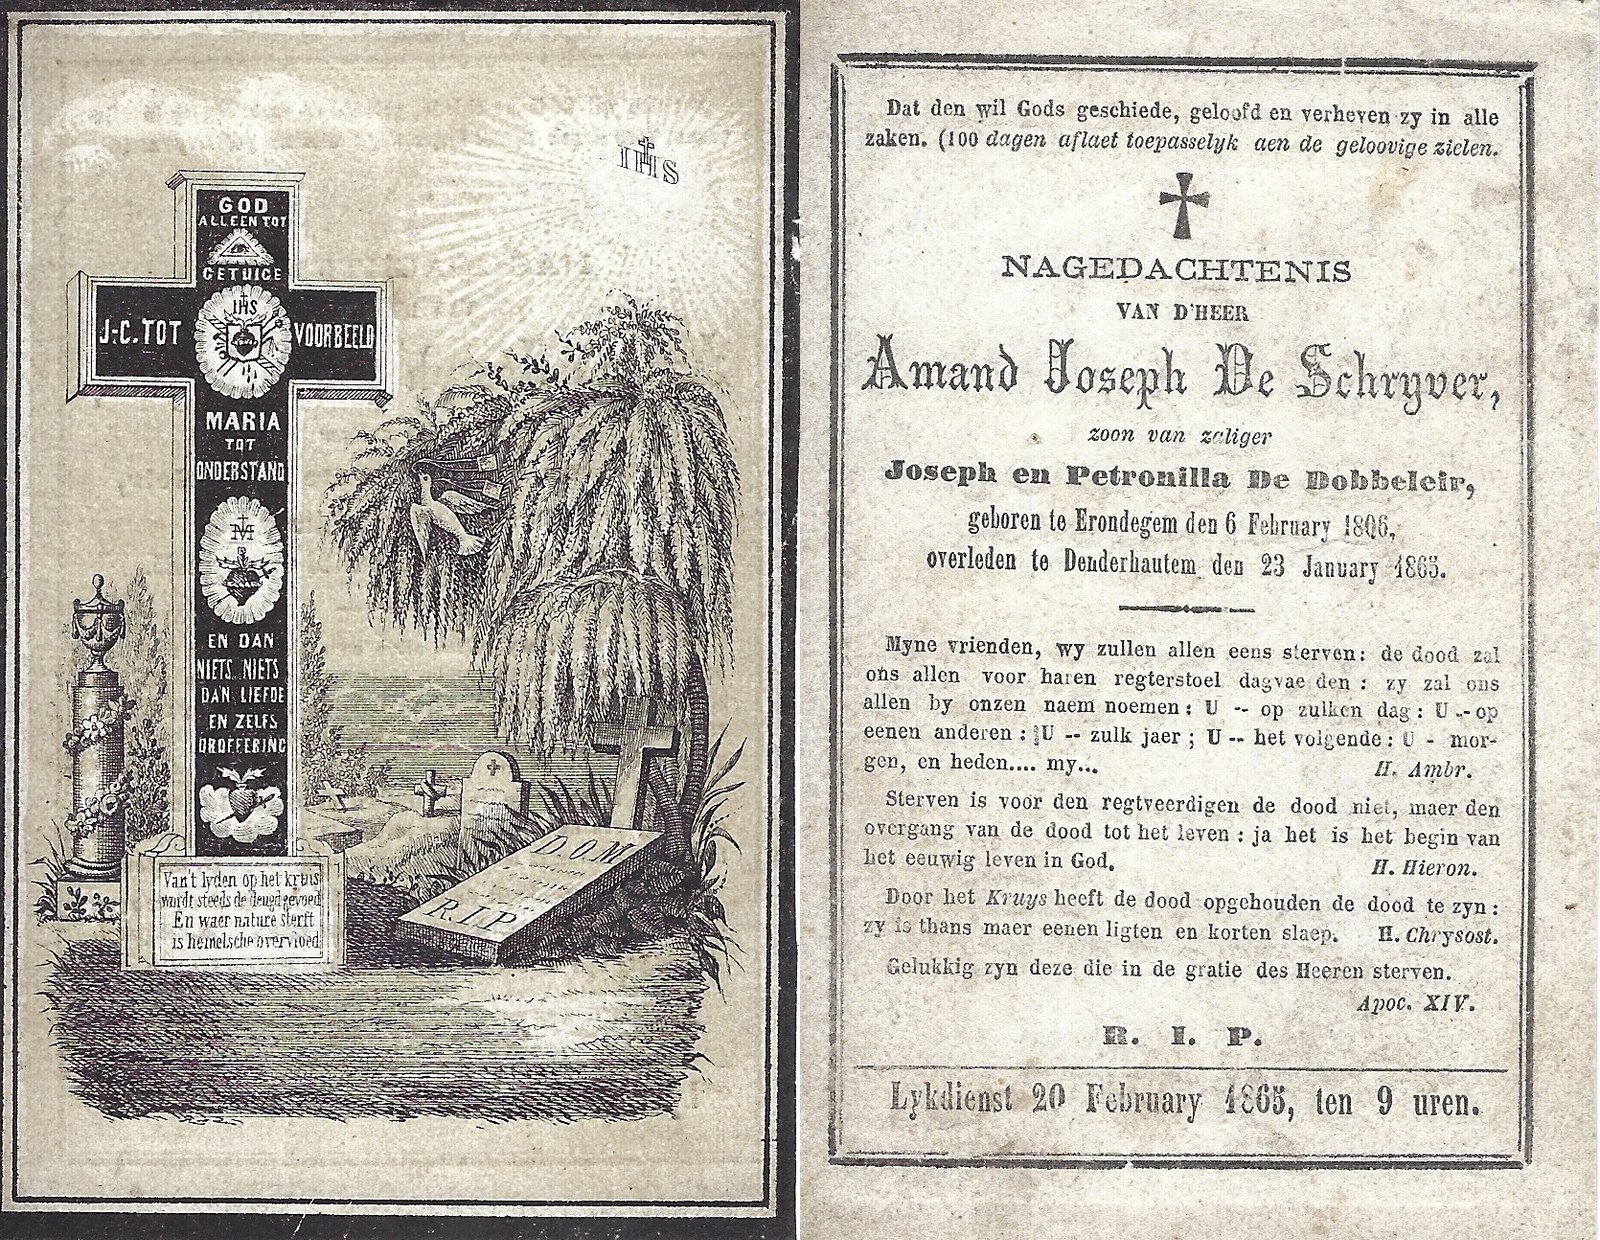 IHS
GOD
ALLEEN TOT
GETUIGE
IHS
J-C. TOT VOORBEELD
MARIA
TOT
ONDERSTAND
M
EN DAN
NIETS.. NIETS
DAN LIEFDE
EN ZELFS
OPOFFERING
Van't lyden op het kruis
wordt steeds de deugd gevoed
En waer nature sterft
is hemelsche overvloed
D.O.M
R.I.P
Dat den wil Gods geschiede, geloofd en verheven zy in alle
zaken. (100 dagen aflaet toepasselyk aen de geloovige zielen.
NAGEDACHTENIS
VAN D'HEER
Amand Joseph De Schryver,
zoon van zaliger
Joseph en Petronilla De Dobbeleir,
geboren te Erondegem den 6 February 1806,
overleden te Denderhautem den 23 January 1865.
Myne vrienden, wy zullen allen eens sterven: de dood zal
ons allen voor haren regterstoel dagvaeden : zy zal ons
allen by onzen naem noemen : U -- op zulken dag : U -- op
eenen anderen : U -- zulk jaer ; U -- het volgende : U - mor-
gen, en heden.... my... H. Ambr.
Sterven is voor den regtveerdigen de dood niet, maer den
overgang van de dood tot het leven : ja het is het begin van
het eeuwig leven in God. H. Hieron.
Door het Kruys heeft de dood opgehouden de dood te zyn :
zy is thans maer eenen ligten en korten slaep. H. Chrysost.
Gelukkig zyn deze die in de gratie des Heeren sterven.
Apoc. XIV.
R. I. P.
Lykdienst 20 February 1865, ten 9 uren.